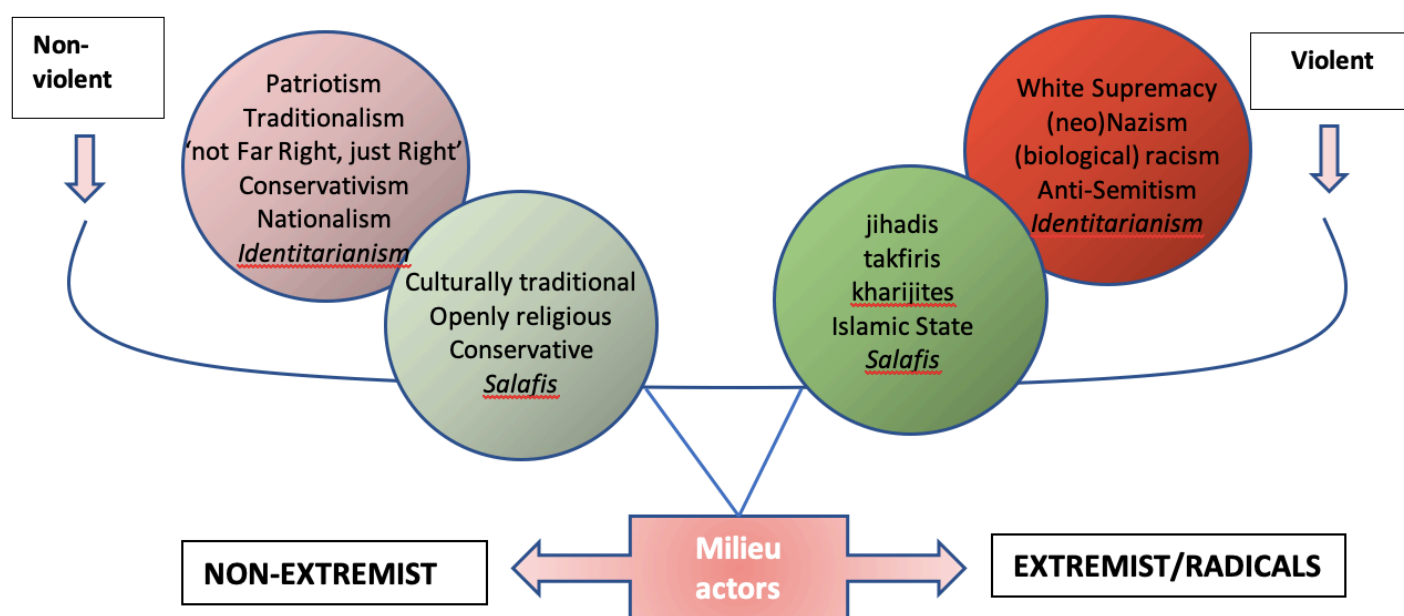 Non-
violent
Patriotism
Traditionalism
‘not Far Right, just Right’
Conservativism
Nationalism
Identitarianism
Culturally traditional
Openly religious
Conservative
Salafis
jihadis
takfiris
kharijites
Islamic State
Salafis
White Supremacy
(neo)Nazism
(biological) racism
Anti-Semitism
Identitarianism
Violent
NON-EXTREMIST
Milieu
actors
EXTREMIST/RADICALS